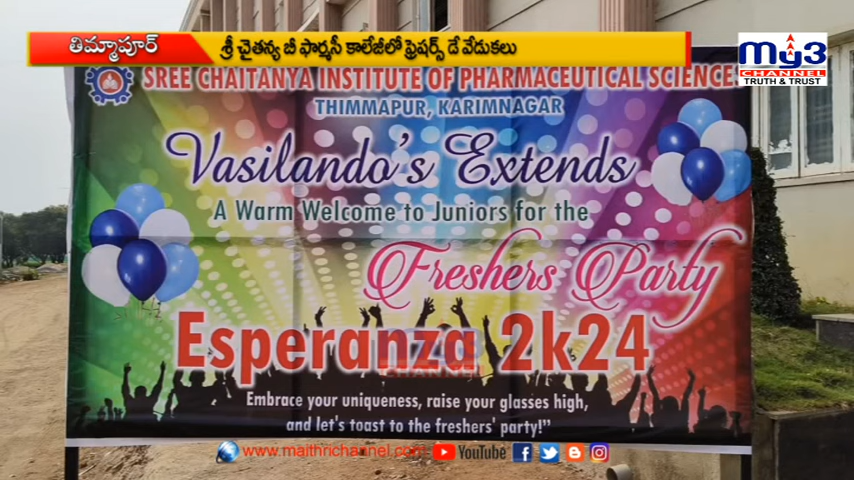 తిమ్మాపూర్ శ్రీ చైతన్య బీ ఫార్మసీ కాలేజీలో ఫ్రెషర్స్ డే వేడుకలు
my3
CHANNEL
TRUTH & TRUST
SREE CHAITANYA INSTITUTE OF PHARMACEUTICAL SCIENCES
THIMMAPUR, KARIMNAGAR
Vasilando's Extends
A Warm Welcome to Juniors for the
Freshers Party
Esperanza 2k24
CHANNEL
Embrace your uniqueness, raise your glasses high,
and let's toast to the freshers' party!"
www.maithrichannel.com YouTube